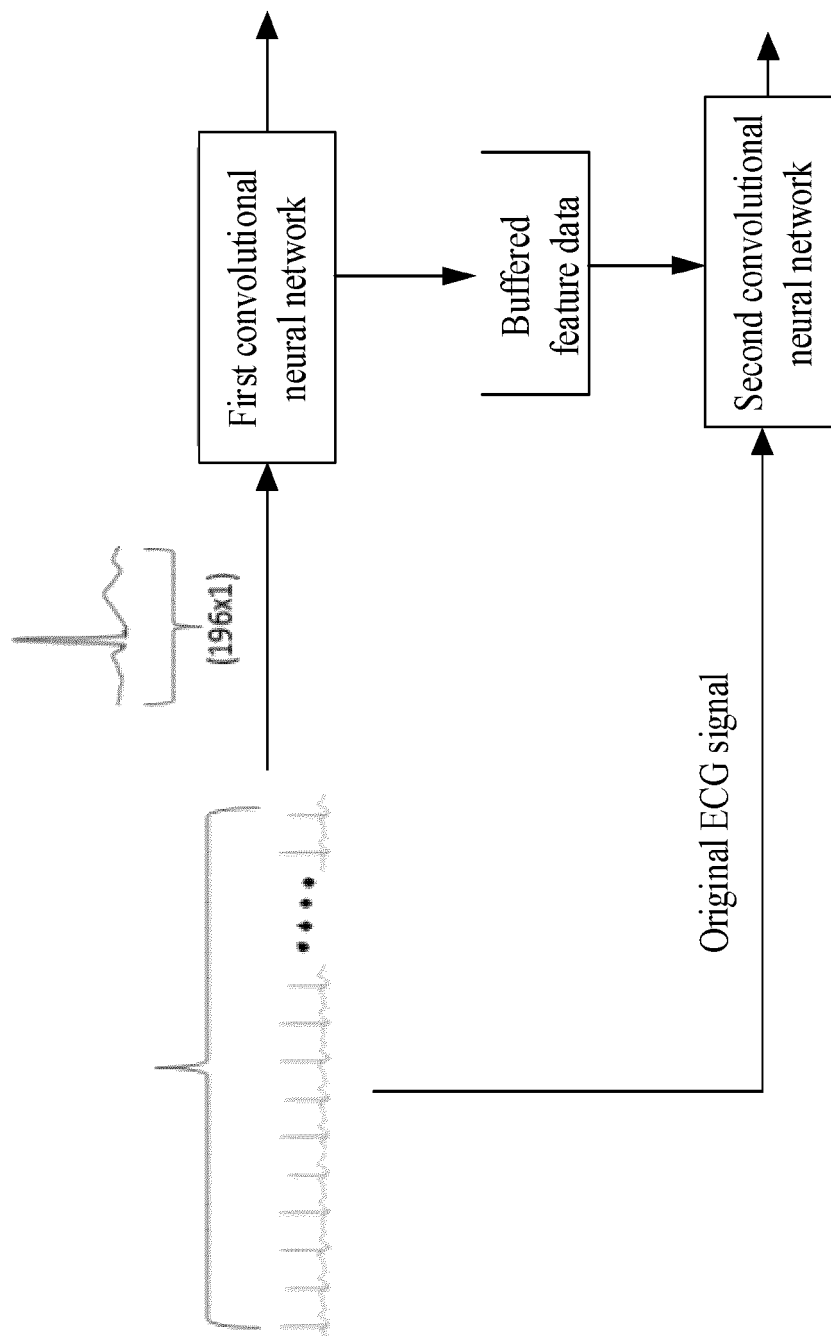 (196x1)
First convolutional
neural network
Buffered
feature data
Original ECG signal
Second convolutional
neural network